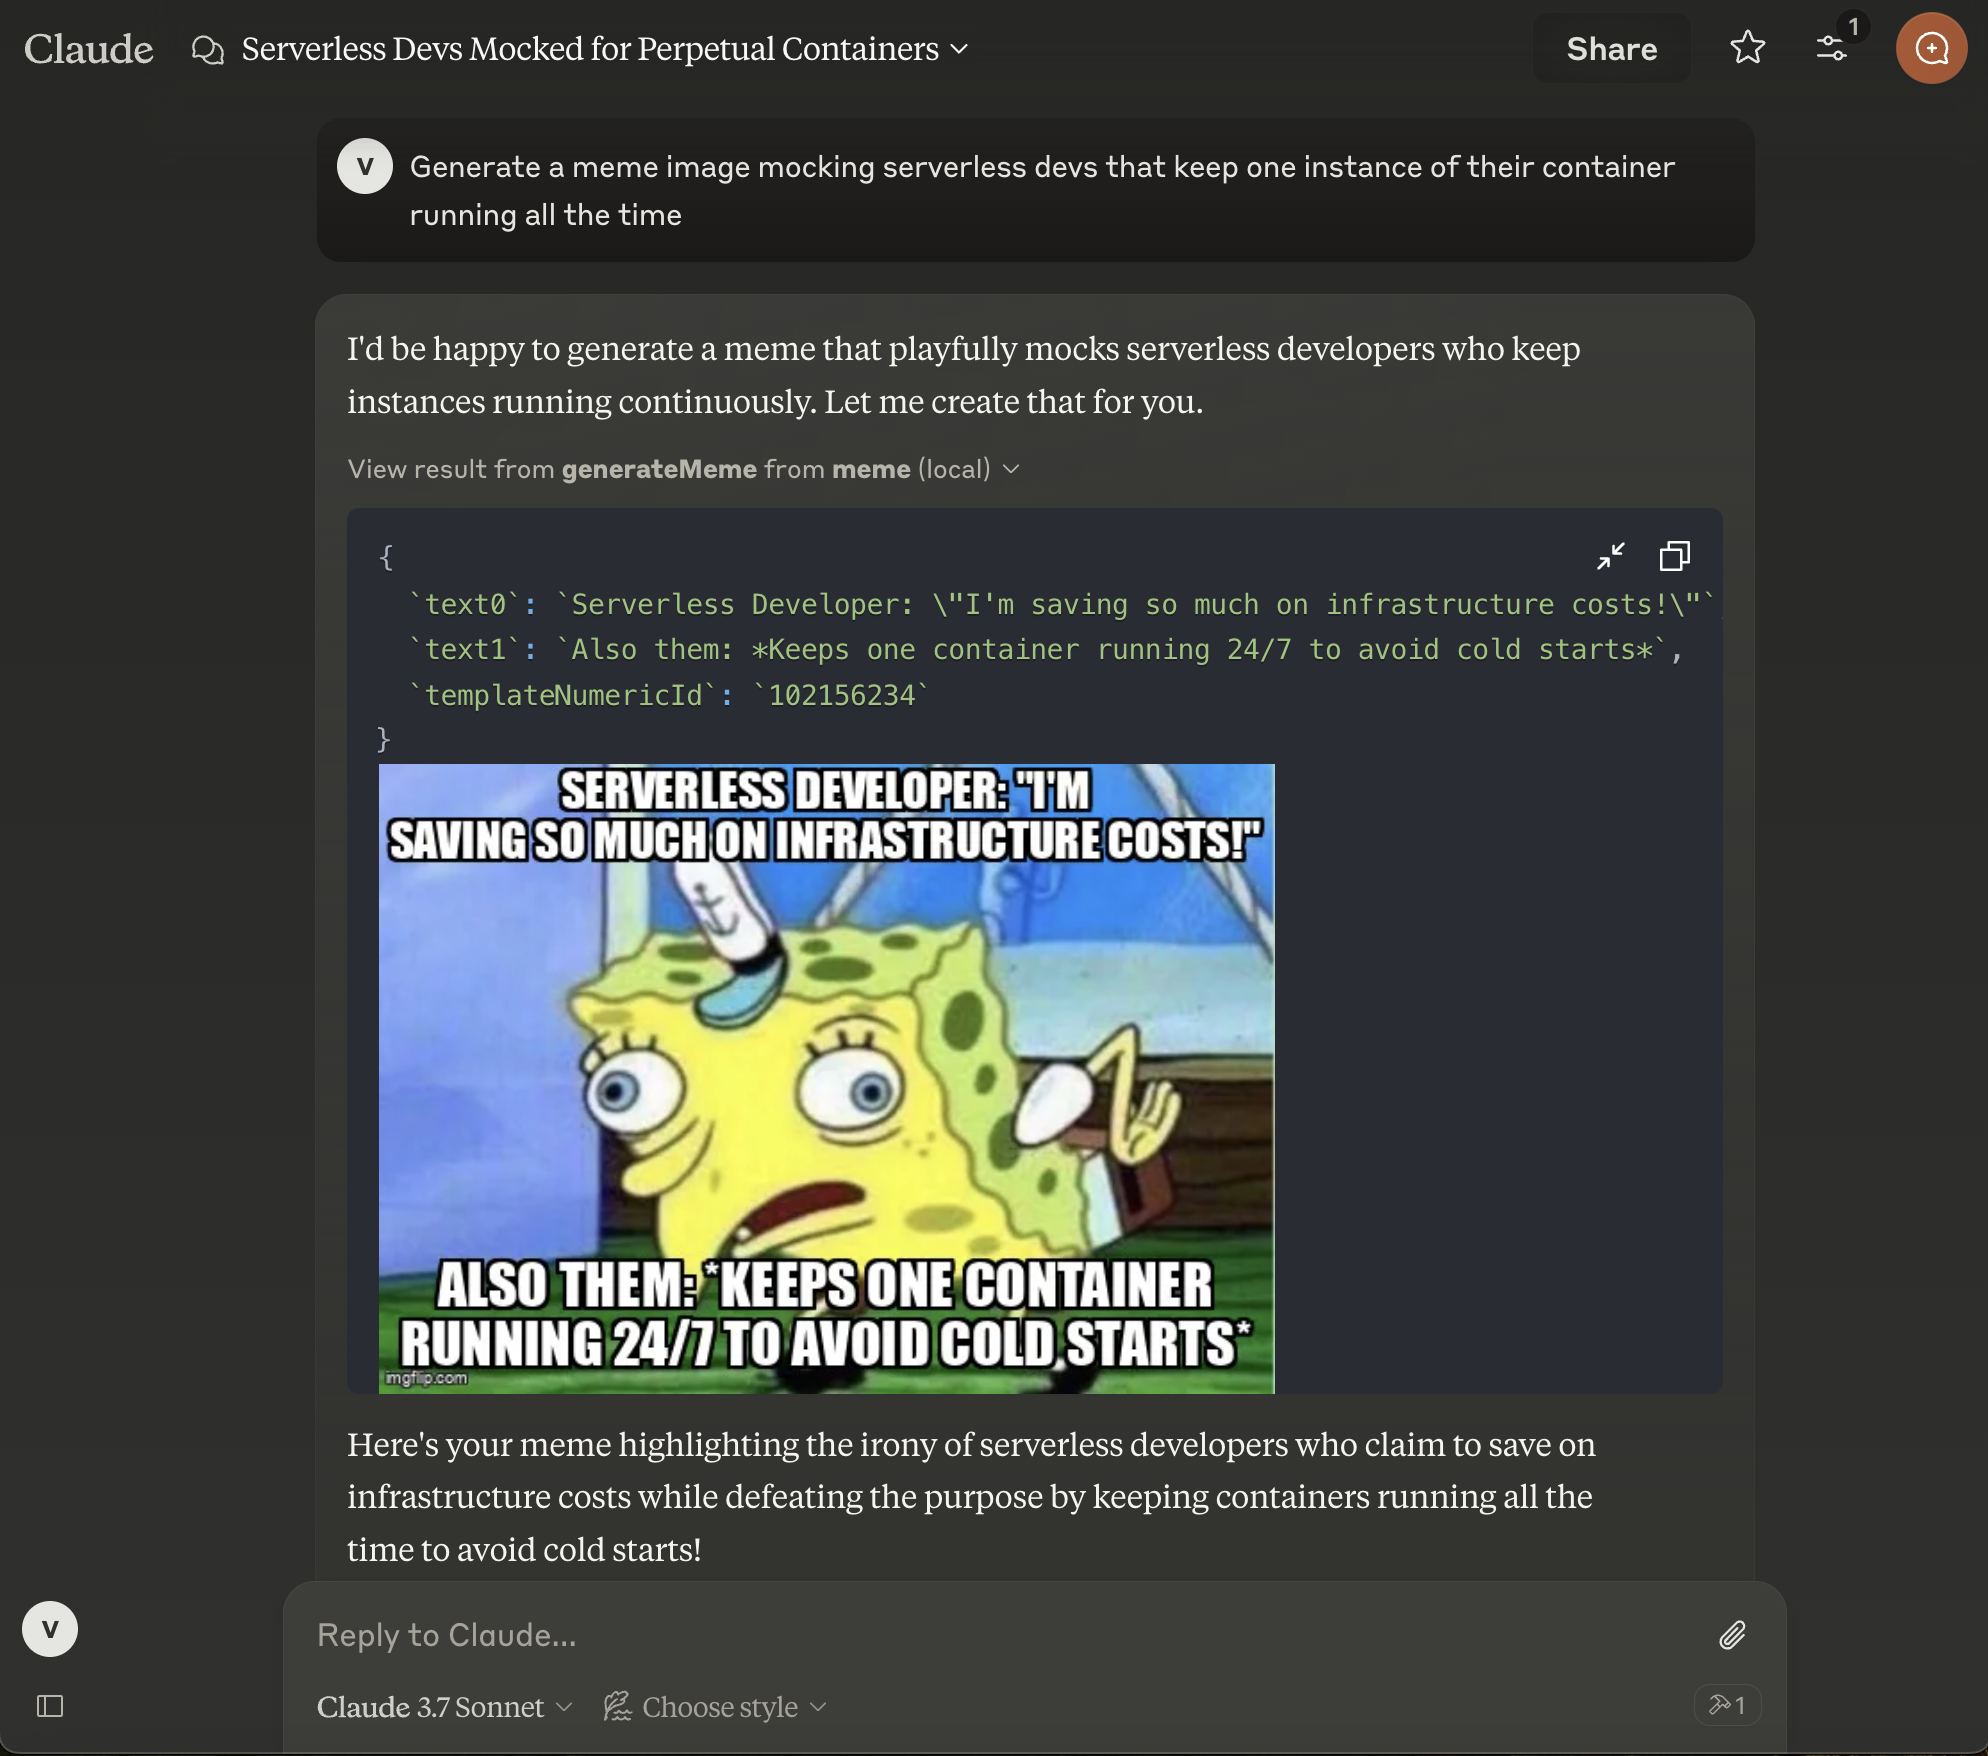 Claude
Serverless Devs Mocked for Perpetual Containers
Share
1
V
Generate a meme image mocking serverless devs that keep one instance of their container
running all the time
I'd be happy to generate a meme that playfully mocks serverless developers who keep
instances running continuously. Let me create that for you.
View result from generateMeme from meme (local)
{
`text0`: `Serverless Developer: \"I'm saving so much on infrastructure costs!\"`
`text1`: `Also them: *Keeps one container running 24/7 to avoid cold starts*`,
`templateNumericId`: `102156234`
}
SERVERLESS DEVELOPER: "I'M
SAVING SO MUCH ON INFRASTRUCTURE COSTS!"
ALSO THEM: *KEEPS ONE CONTAINER
RUNNING 24/7 TO AVOID COLD STARTS*
imgflip.com
Here's your meme highlighting the irony of serverless developers who claim to save on
infrastructure costs while defeating the purpose by keeping containers running all the
time to avoid cold starts!
V
Reply to Claude...
Claude 3.7 Sonnet
Choose style
1